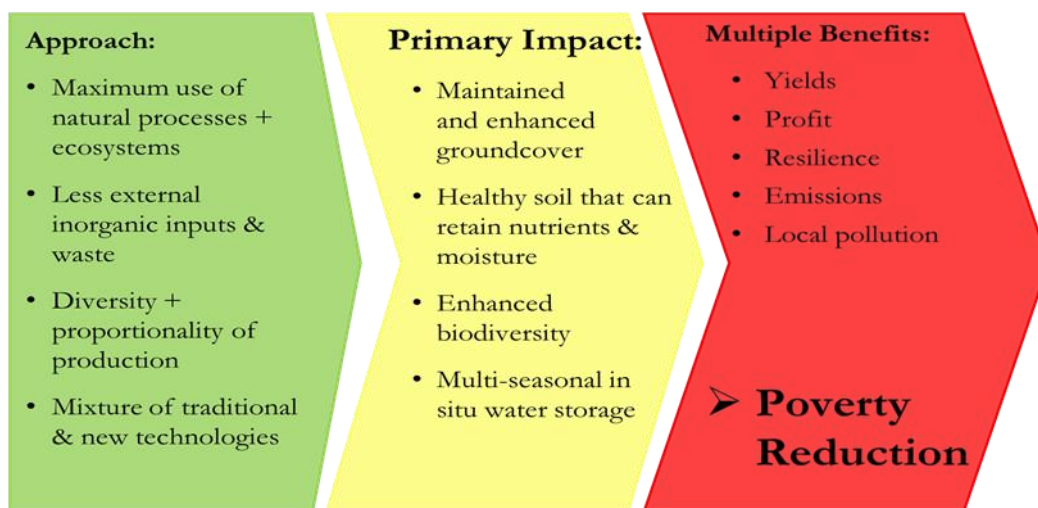 Approach:
• Maximum use of
natural processes +
ecosystems
• Less external
inorganic inputs &
waste
• Diversity +
proportionality of
production
• Mixture of traditional
& new technologies
Primary Impact:
• Maintained
and enhanced
groundcover
• Healthy soil that can
retain nutrients &
moisture
• Enhanced
biodiversity
• Multi-seasonal in
situ water storage
Multiple Benefits:
• Yields
• Profit
• Resilience
• Emissions
• Local pollution
➢ Poverty
Reduction